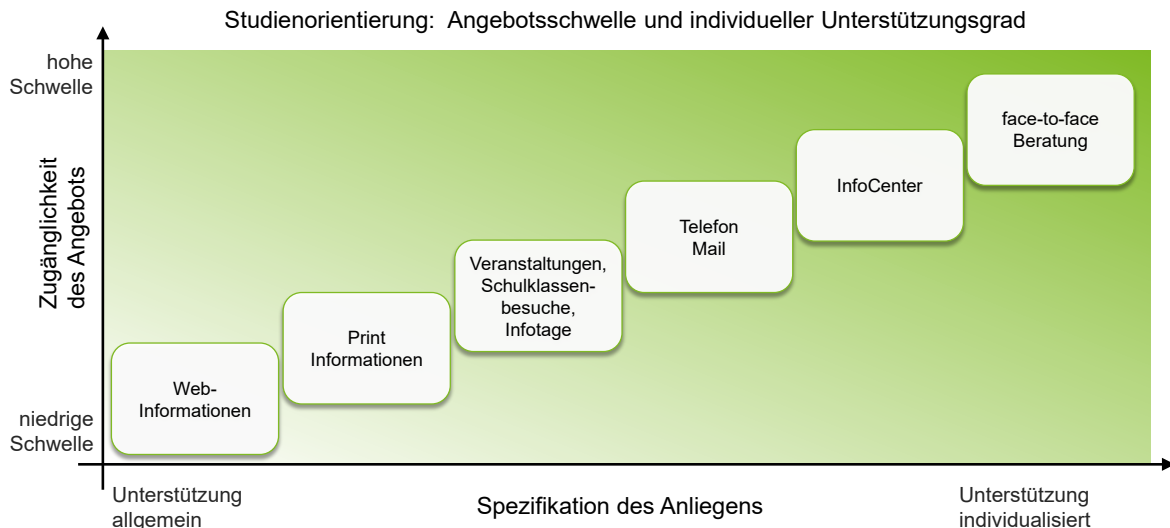 Studienorientierung: Angebotsschwelle und individueller Unterstützungsgrad
hohe
Schwelle
Zugänglichkeit
des Angebots
niedrige
Schwelle
Web-
Informationen
Print
Informationen
Veranstaltungen,
Schulklassen-
besuche,
Infotage
Telefon
Mail
InfoCenter
face-to-face
Beratung
Unterstützung
allgemein
Spezifikation des Anliegens
Unterstützung
individualisiert